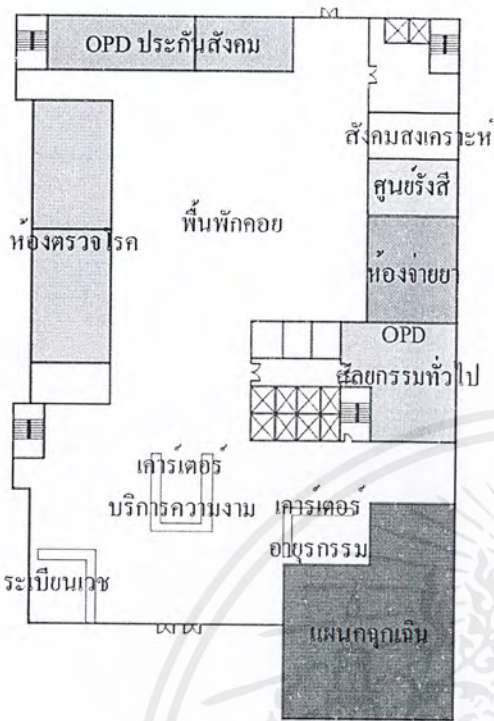 OPD ประกันสังคม
สังคมสงเคราะห์
ศูนย์รังสี
พื้นพักคอย
ห้องตรวจโรค
ห้องจ่ายยา
OPD
ศัลยกรรมทั่วไป
เคาร์เตอร์
บริการความงาม
เคาร์เตอร์
อายุรกรรม
ระเบียนเวช
แผนกฉุกเฉิน